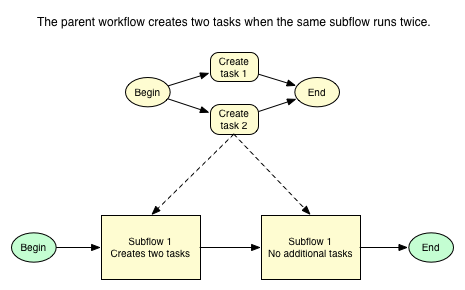 The parent workflow creates two tasks when the same subflow runs twice.
Create
task 1
Begin
End
Create
task 2
Begin
Subflow 1
Creates two tasks
Subflow 1
No additional tasks
End